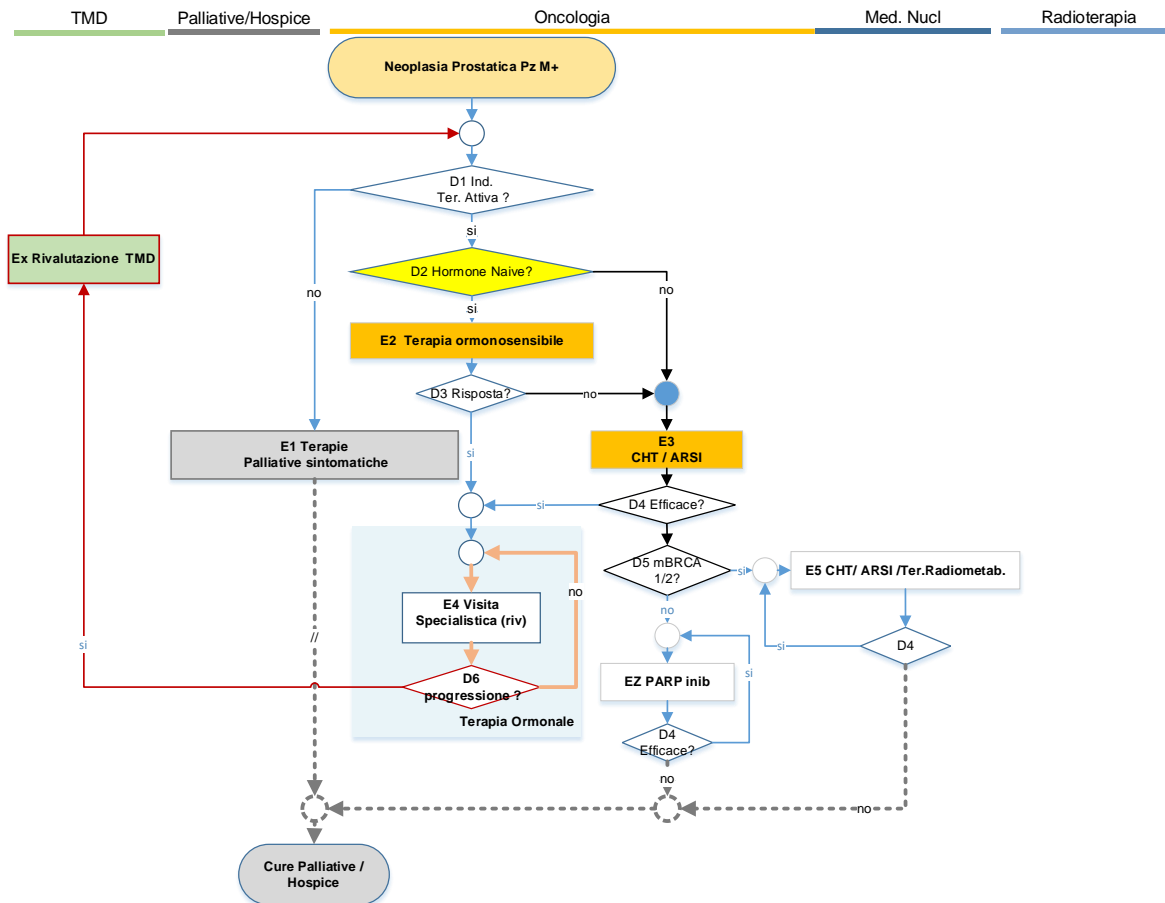 TMD
Palliative/Hospice
Oncologia
Med. Nucl
Radioterapia
Neoplasia Prostatica Pz M+
D1 Ind.
Ter. Attiva ?
si
no
Ex Rivalutazione  TMD
D2 Hormone Naive?
no
si
E2  Terapia ormonosensibile
D3 Risposta?
no
E1 Terapie
Palliative sintomatiche
si
E3
CHT / ARSI
D4 Efficace?
si
D5 mBRCA
1/2?
si
E5 CHT/ ARSI /Ter.Radiometab.
no
E4 Visita
Specialistica (riv)
no
//
si
D4
si
D6
progressione ?
Terapia Ormonale
EZ PARP inib
si
D4
Efficace?
no
no
Cure Palliative /
Hospice